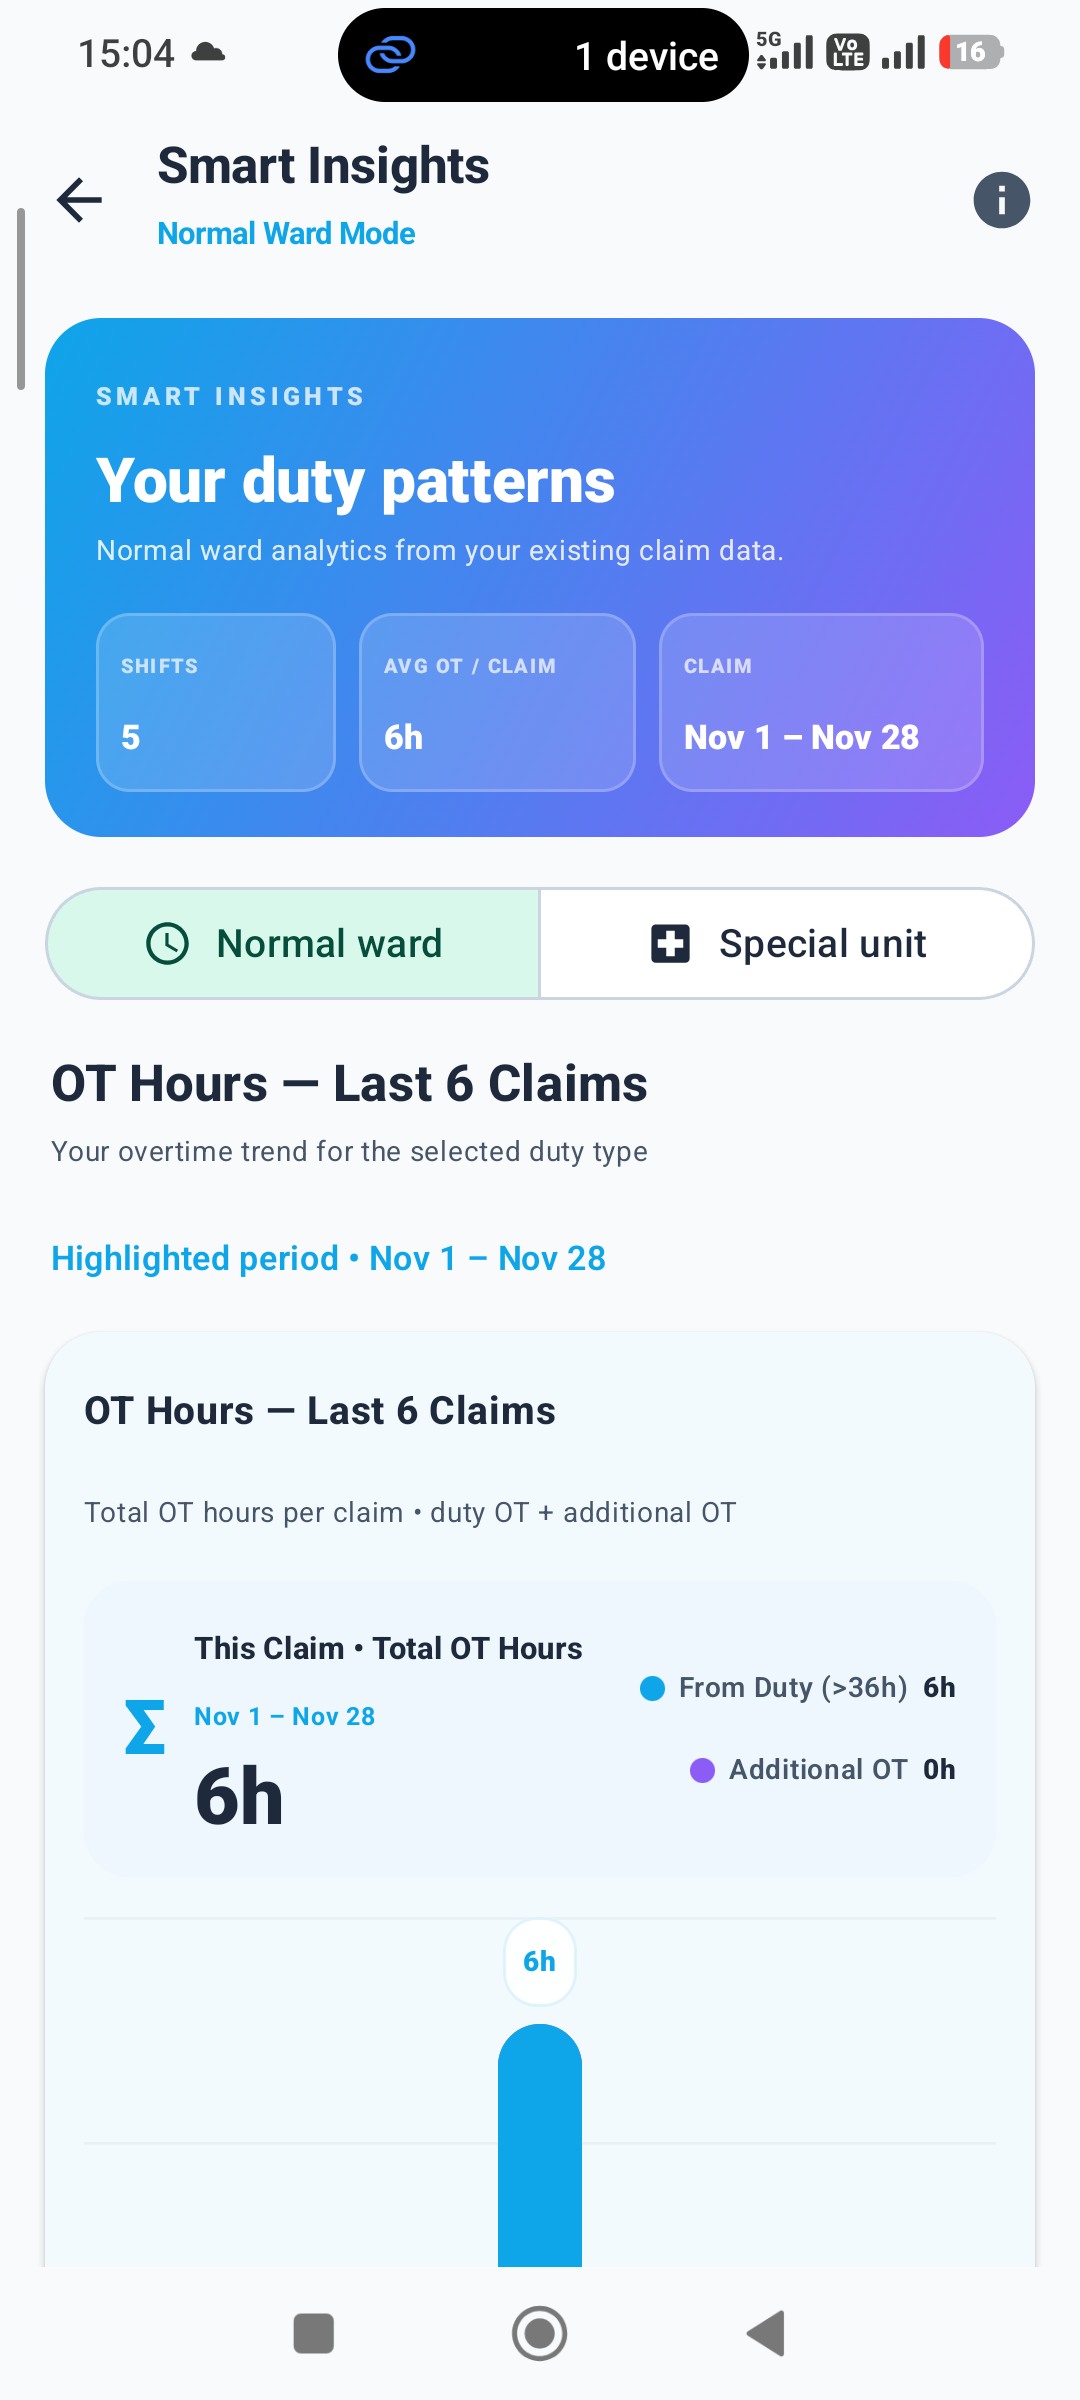 15:04
1 device
5G
Vo
LTE
16
Smart Insights
Normal Ward Mode
SMART INSIGHTS
Your duty patterns
Normal ward analytics from your existing claim data.
SHIFTS
5
AVG OT / CLAIM
6h
CLAIM
Nov 1 – Nov 28
Normal ward
Special unit
OT Hours — Last 6 Claims
Your overtime trend for the selected duty type
Highlighted period • Nov 1 – Nov 28
OT Hours — Last 6 Claims
Total OT hours per claim • duty OT + additional OT
Σ
This Claim • Total OT Hours
Nov 1 – Nov 28
6h
From Duty (>36h) 6h
Additional OT 0h
6h